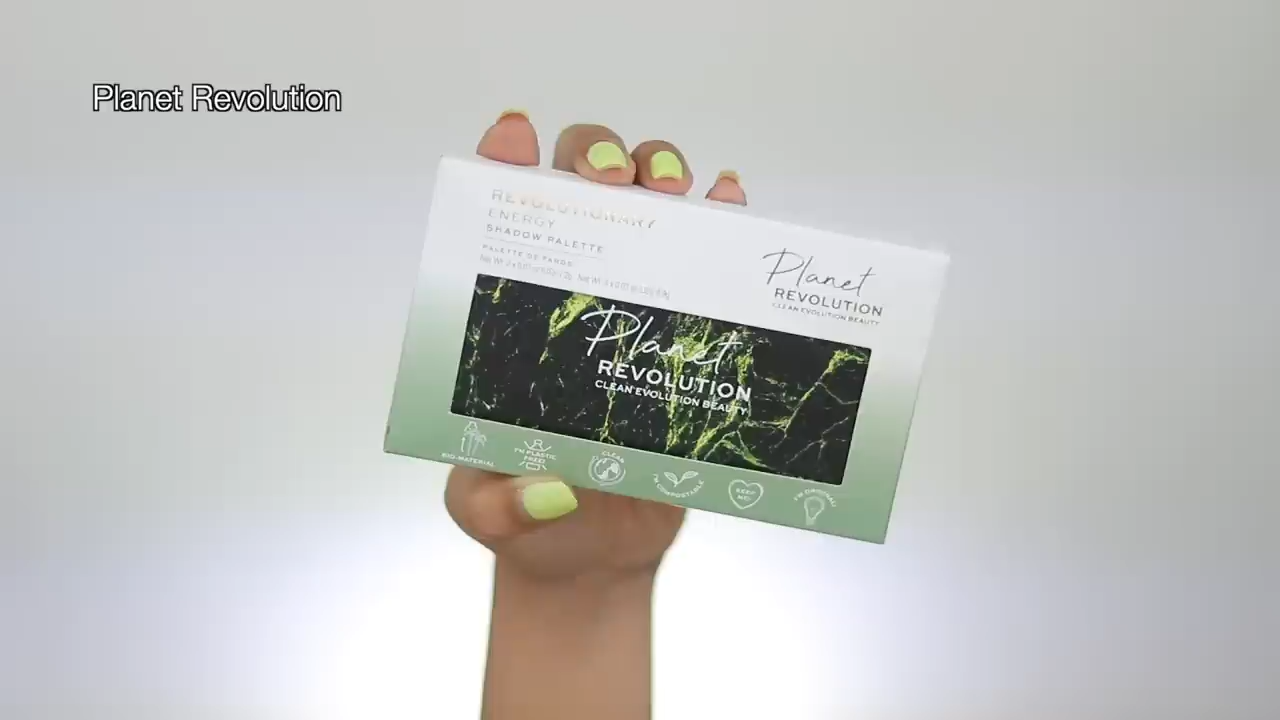 Planet Revolution
REVOLUTIONARY
ENERGY
SHADOW PALETTE
PALETTE DE FARDS
Planet
REVOLUTION
CLEAN EVOLUTION BEAUTY
Planet
REVOLUTION
CLEAN EVOLUTION BEAUTY
BIO-MATERIAL
I'M PLASTIC
FREE!
CLEAN
I'M COMPOSTABLE
KEEP
ME!
I'M ORIGINAL!